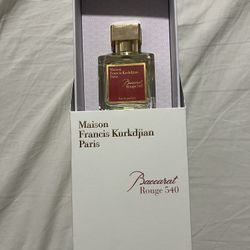 Maison
Francis Kurkdjian
Paris
Baccarat
Rouge 540
Maison
Francis Kurkdjian
Paris
Baccarat
Rouge 540